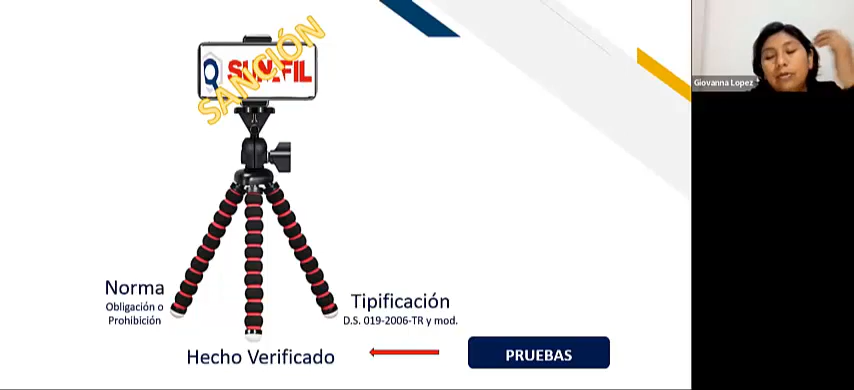 SUNAFIL
SANCIÓN
Giovanna Lopez
Norma
Obligación o
Prohibición
Tipificación
D.S. 019-2006-TR y mod.
Hecho Verificado
PRUEBAS